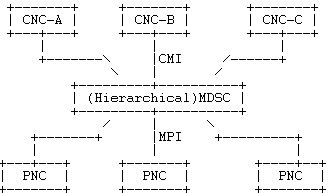 CNC-A CNC-B CNC-C
CMI
(Hierarchical)MDSC
MPI
PNC PNC PNC